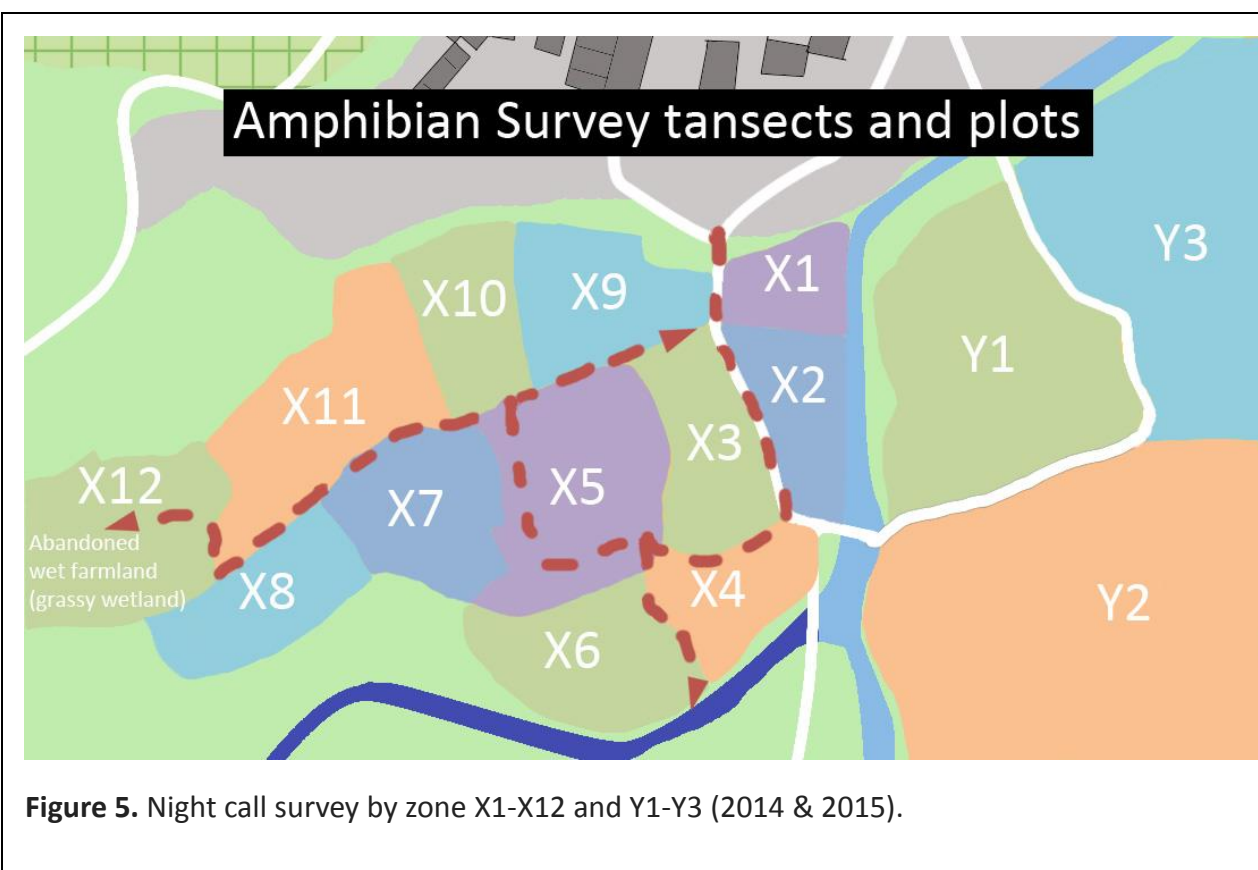 Amphibian Survey tansects and plots
X1
Y3
X10
X9
Y1
X2
X11
X3
X12
X5
X7
Abandoned
wet farmland
(grassy wetland)
X8
X4
Y2
X6
Figure 5. Night call survey by zone X1-X12 and Y1-Y3 (2014 & 2015).